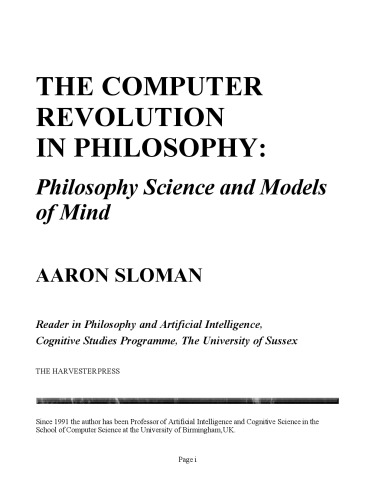 THE COMPUTER
REVOLUTION
IN PHILOSOPHY:
Philosophy Science and Models
of Mind
AARON SLOMAN
Reader in Philosophy and Artificial Intelligence,
Cognitive Studies Programme, The University of Sussex
THE HARVESTER PRESS
Since 1991 the author has been Professor of Artificial Intelligence and Cognitive Science in the
School of Computer Science at the University of Birmingham, UK.
Page i